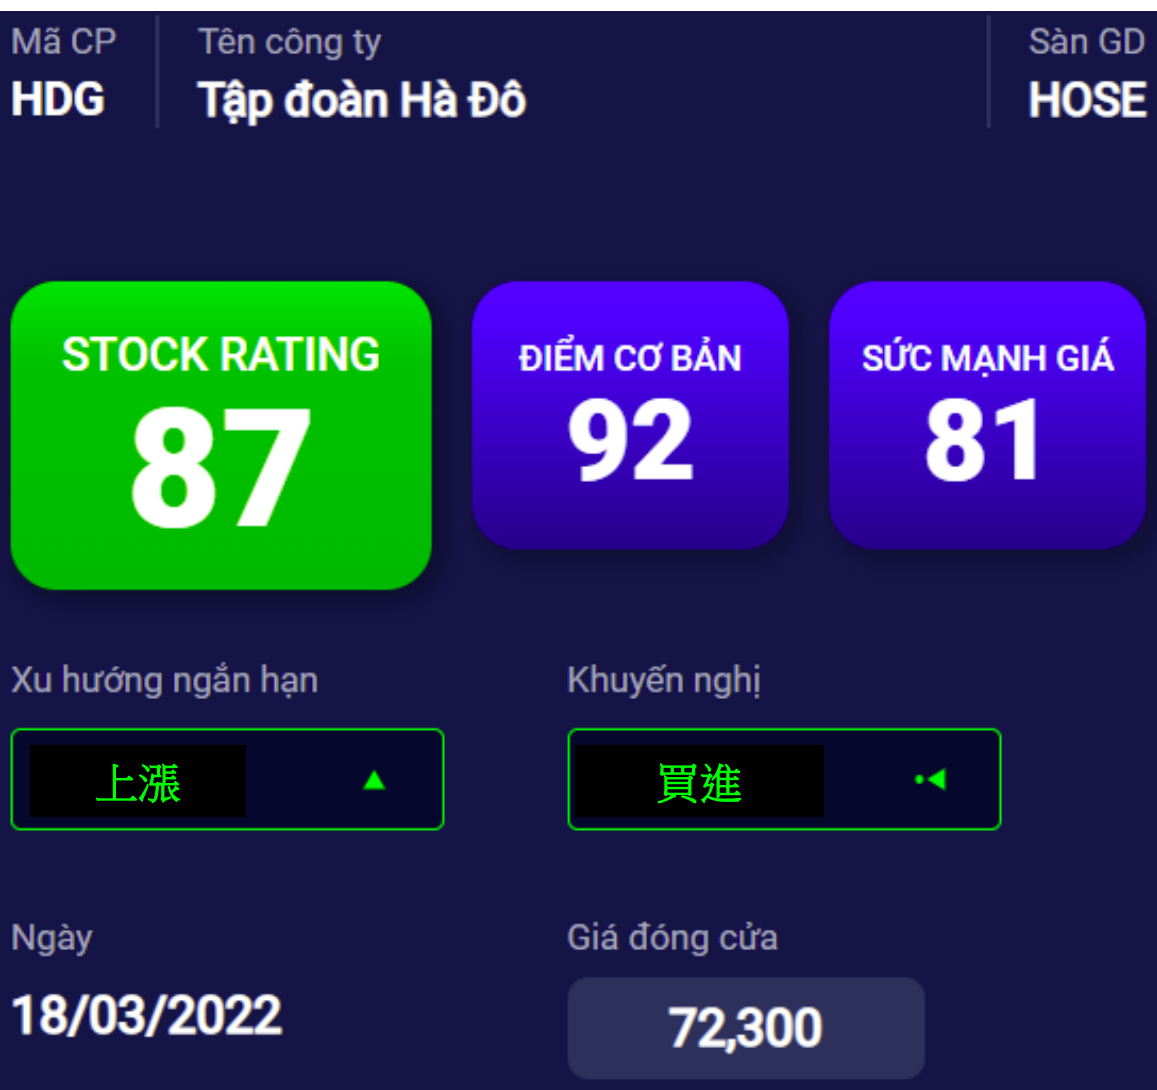 Mã CP
Tên công ty
Sàn GD
HDG
Tập đoàn Hà Đô
HOSE
STOCK RATING
87
ĐIỂM CƠ BẢN
92
SỨC MẠNH GIÁ
81
Xu hướng ngắn hạn
Khuyến nghị
上漲
買進
Ngày
Giá đóng cửa
18/03/2022
72,300